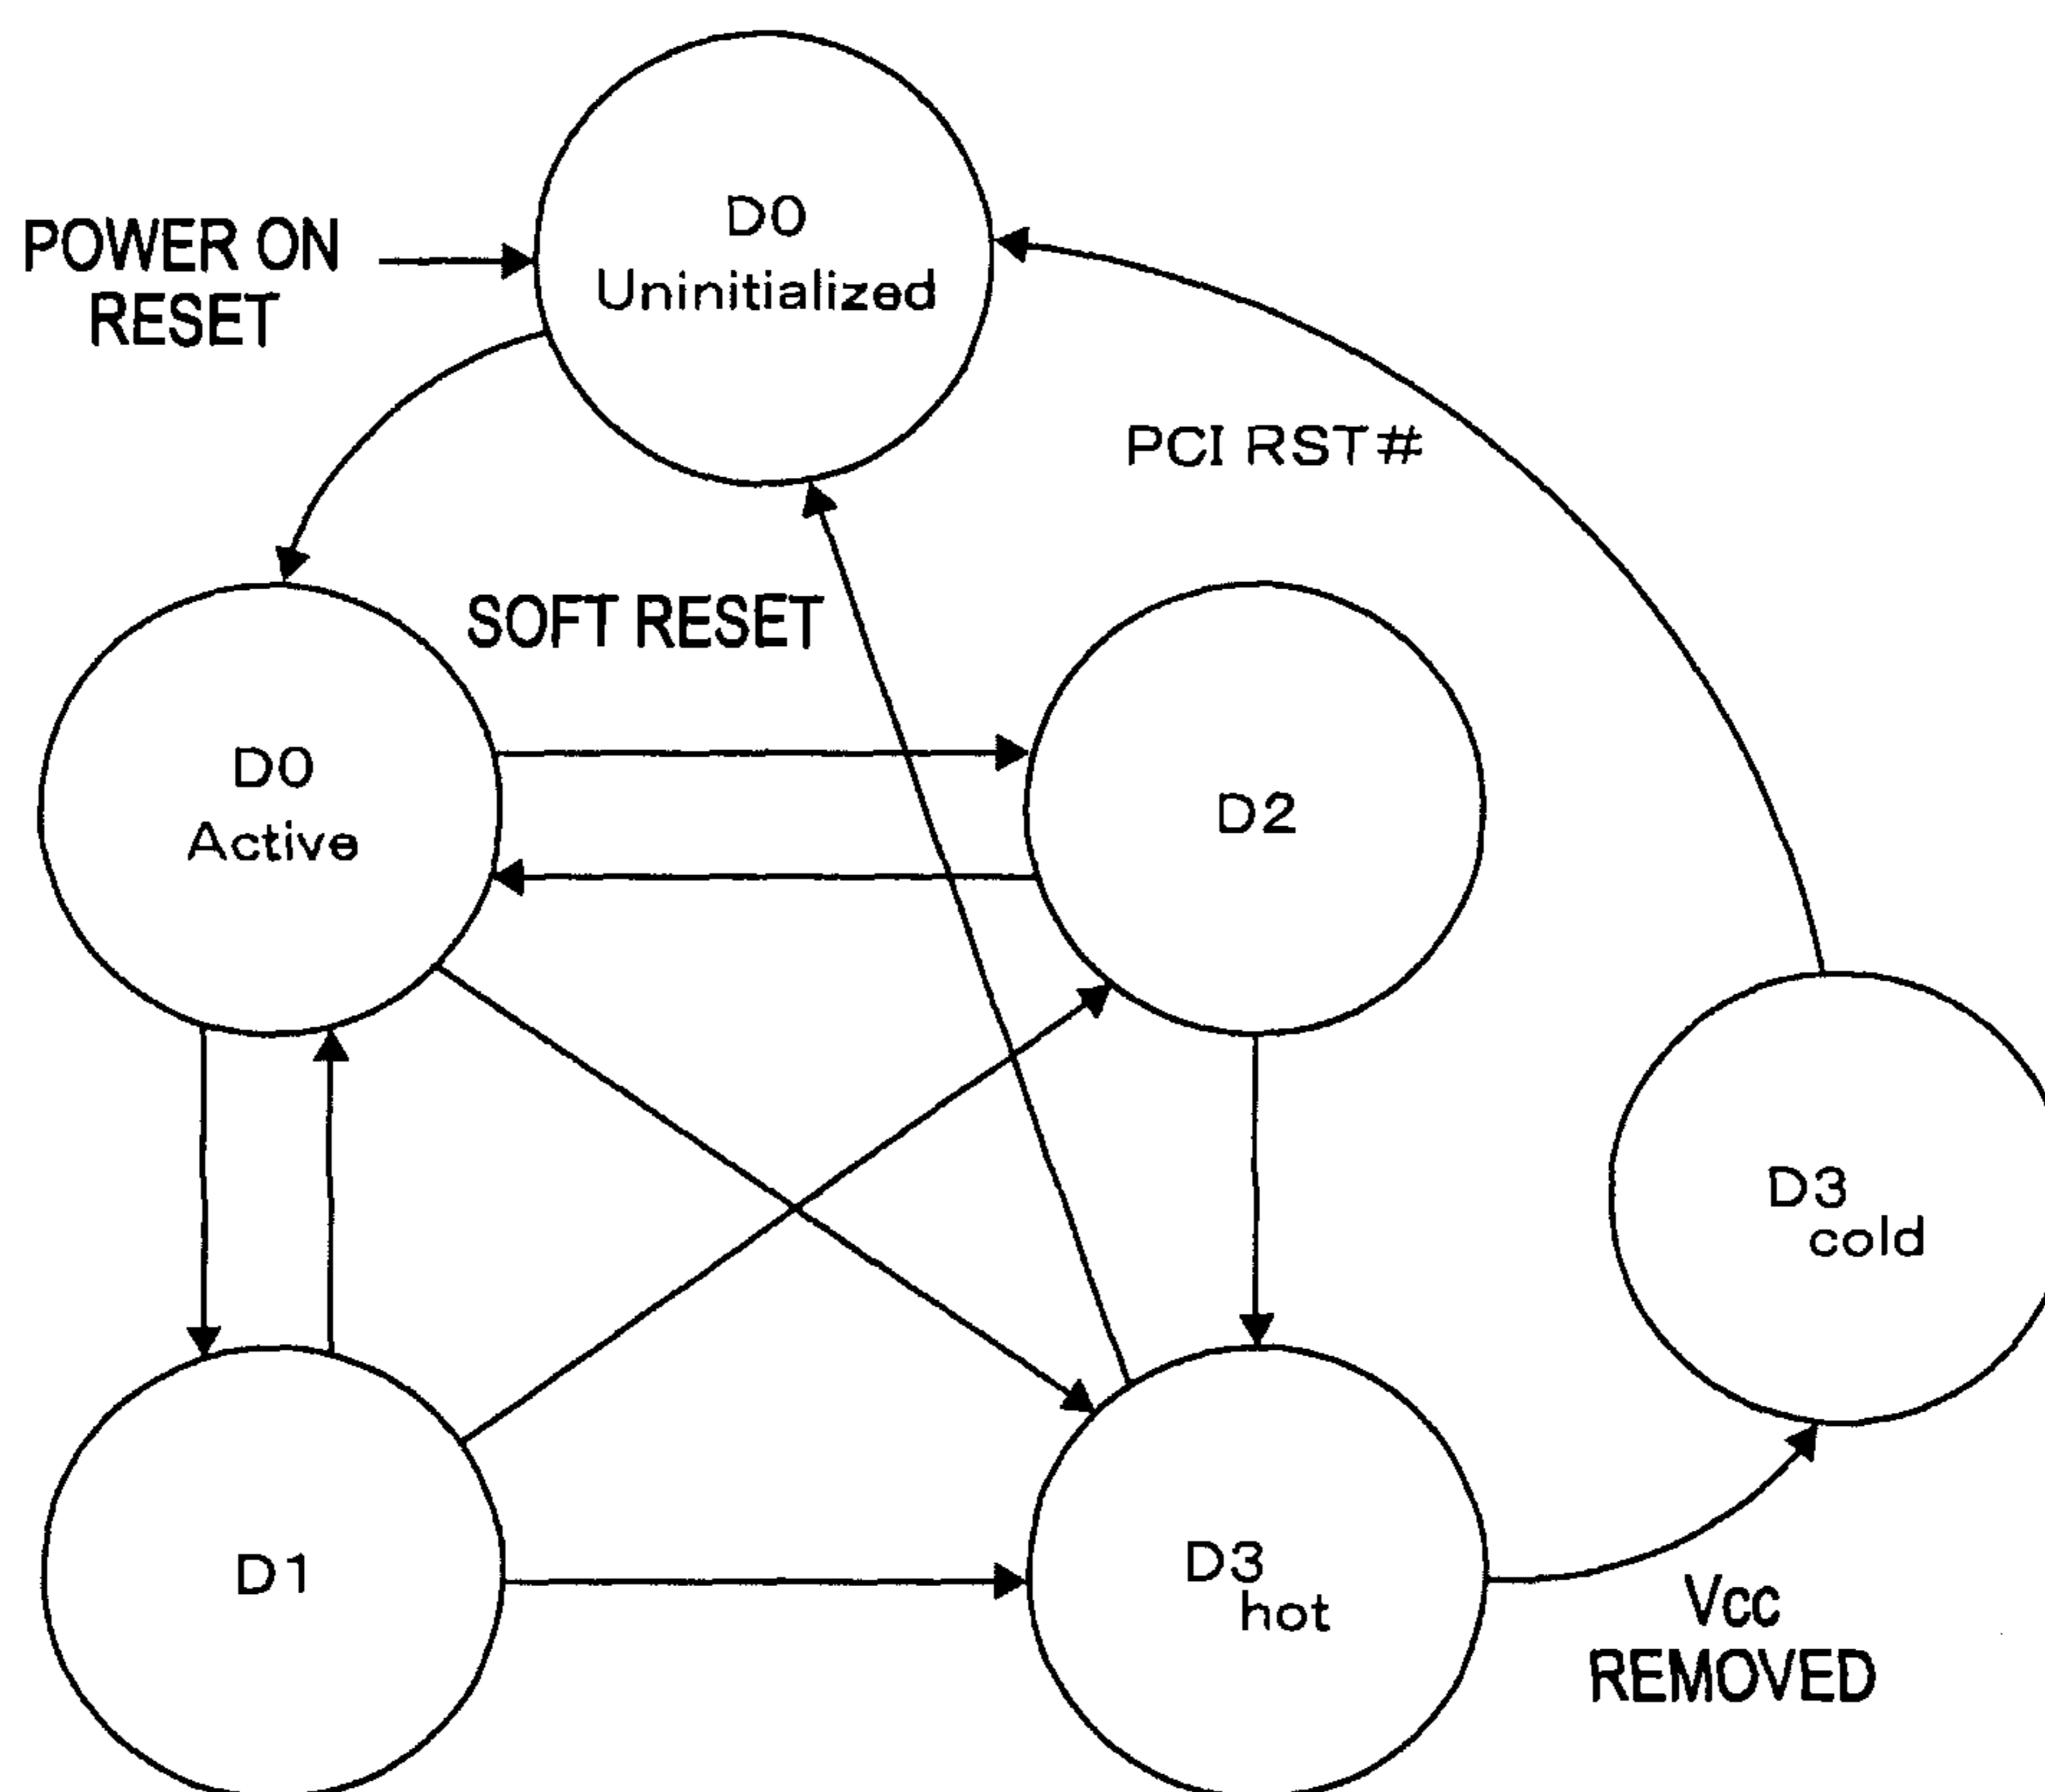 D0
Uninitialized
POWER ON
RESET
PCI RST#
SOFT RESET
D0
Active
D2
D3
cold
D1
D3
hot
Vcc
REMOVED